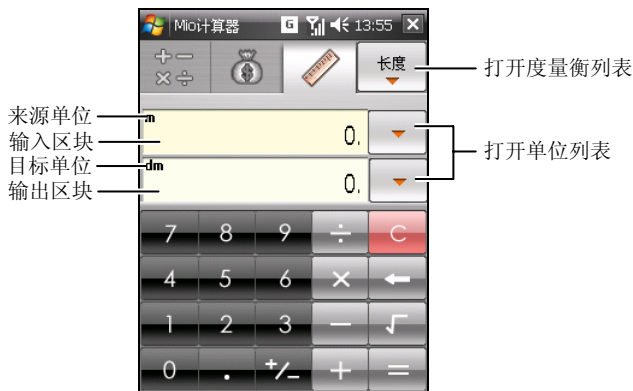 Mio计算器 G 13:55
长度
打开度量衡列表
来源单位
m
输入区块
0.
打开单位列表
目标单位
dm
输出区块
0.
7 8 9 ÷ C
4 5 6 × ←
1 2 3 − √
0 . +/− + =